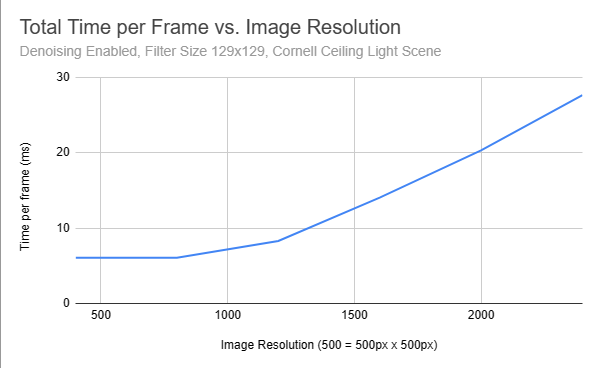 Total Time per Frame vs. Image Resolution
Denoising Enabled, Filter Size 129x129, Cornell Ceiling Light Scene
Time per frame (ms)
30
20
10
0
500 1000 1500 2000
Image Resolution (500 = 500px x 500px)